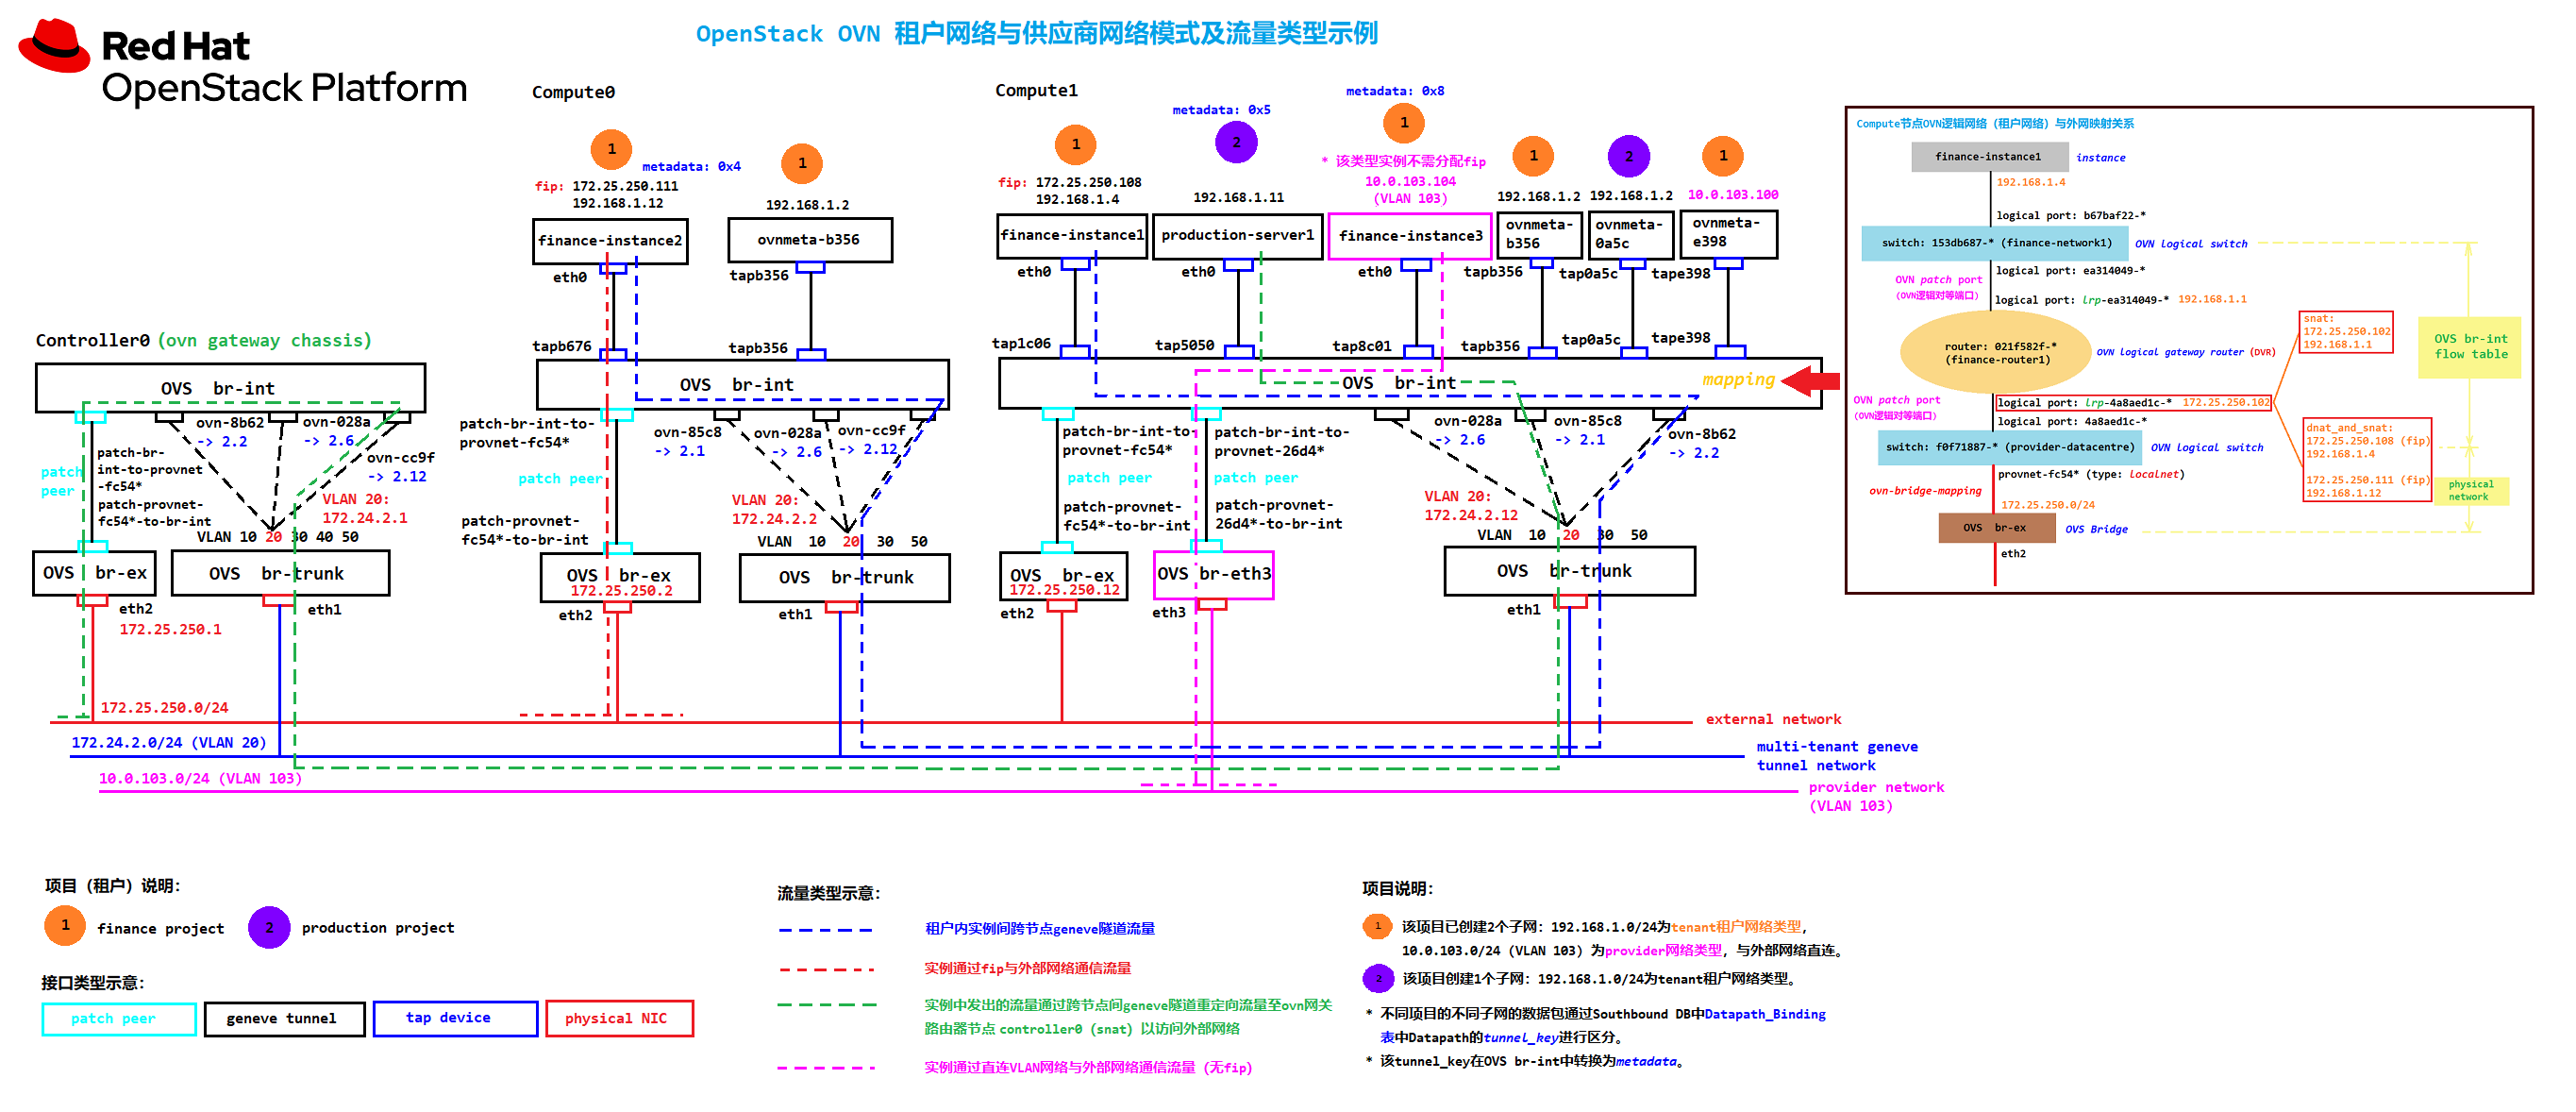 Red Hat
OpenStack Platform
OpenStack OVN 租户网络与供应商网络模式及流量类型示例
Controller0 (ovn gateway chassis)
OVS br-int
ovn-8b62
-> 2.2
ovn-028a
-> 2.6
ovn-cc9f
-> 2.12
patch peer
patch-br-
int-to-provnet
-fc54*
patch-provnet-
fc54*-to-br-int
VLAN 20:
172.24.2.1
VLAN 10 20 30 40 50
OVS br-ex
OVS br-trunk
eth2
eth1
172.25.250.1
Compute0
1
metadata: 0x4
fip: 172.25.250.111
192.168.1.12
finance-instance2
eth0
tapb676
1
192.168.1.2
ovnmeta-b356
tapb356
tapb356
OVS br-int
patch-br-int-to-
provnet-fc54*
patch peer
patch-provnet-
fc54*-to-br-int
ovn-85c8
-> 2.1
ovn-028a
-> 2.6
ovn-cc9f
-> 2.12
VLAN 20:
172.24.2.2
VLAN 10 20 30 50
OVS br-ex
172.25.250.2
OVS br-trunk
eth2
eth1
Compute1
1
fip: 172.25.250.108
192.168.1.4
finance-instance1
eth0
tap1c06
metadata: 0x5
2
192.168.1.11
production-server1
eth0
tap5050
metadata: 0x8
1
* 该类型实例不需分配fip
10.0.103.104
(VLAN 103)
finance-instance3
eth0
tap8c01
1
192.168.1.2
ovnmeta-
b356
tapb356
tapb356
2
192.168.1.2
ovnmeta-
0a5c
tap0a5c
tap0a5c
1
10.0.103.100
ovnmeta-
e398
tape398
tape398
OVS br-int
mapping
patch-br-int-to-
provnet-fc54*
patch peer
patch-provnet-
fc54*-to-br-int
patch-br-int-to-
provnet-26d4*
patch peer
patch-provnet-
26d4*-to-br-int
ovn-028a
-> 2.6
ovn-85c8
-> 2.1
ovn-8b62
-> 2.2
VLAN 20:
172.24.2.12
VLAN 10 20 30 50
OVS br-ex
172.25.250.12
OVS br-eth3
OVS br-trunk
eth2
eth3
eth1
172.25.250.0/24
external network
172.24.2.0/24 (VLAN 20)
multi-tenant geneve
tunnel network
10.0.103.0/24 (VLAN 103)
provider network
(VLAN 103)
Compute节点OVN逻辑网络（租户网络）与外网映射关系
finance-instance1
instance
192.168.1.4
logical port: b67baf22-*
switch: 153db687-* (finance-network1)
OVN logical switch
logical port: ea314049-*
OVN patch port
(OVN逻辑对等端口)
logical port: lrp-ea314049-* 192.168.1.1
router: 021f582f-*
(finance-router1)
OVN logical gateway router (DVR)
OVN patch port
(OVN逻辑对等端口)
logical port: lrp-4a8aed1c-* 172.25.250.102
logical port: 4a8aed1c-*
switch: f0f71887-* (provider-datacentre)
OVN logical switch
provnet-fc54* (type: localnet)
ovn-bridge-mapping
172.25.250.0/24
OVS br-ex
OVS Bridge
eth2
snat:
172.25.250.102
192.168.1.1
dnat_and_snat:
172.25.250.108 (fip)
192.168.1.4
172.25.250.111 (fip)
192.168.1.12
OVS br-int
flow table
physical
network
项目（租户）说明：
1 finance project
2 production project
接口类型示意：
patch peer
geneve tunnel
tap device
physical NIC
流量类型示意：
租户内实例间跨节点geneve隧道流量
实例通过fip与外部网络通信流量
实例中发出的流量通过跨节点间geneve隧道重定向流量至ovn网关
路由器节点 controller0（snat）以访问外部网络
实例通过直连VLAN网络与外部网络通信流量（无fip）
项目说明：
1 该项目已创建2个子网：192.168.1.0/24为tenant租户网络类型，
10.0.103.0/24（VLAN 103）为provider网络类型，与外部网络直连。
2 该项目创建1个子网：192.168.1.0/24为tenant租户网络类型。
* 不同项目的不同子网的数据包通过Southbound DB中Datapath_Binding
表中Datapath的tunnel_key进行区分。
* 该tunnel_key在OVS br-int中转换为metadata。